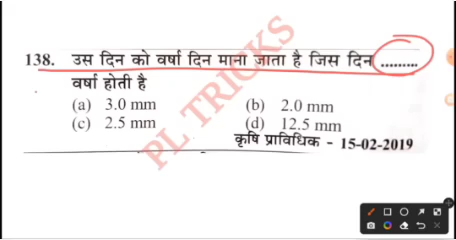 138. उस दिन को वर्षा दिन माना जाता है जिस दिन .........
वर्षा होती है
(a) 3.0 mm (b) 2.0 mm
(c) 2.5 mm (d) 12.5 mm
कृषि प्राविधिक - 15-02-2019
PL TRICKS